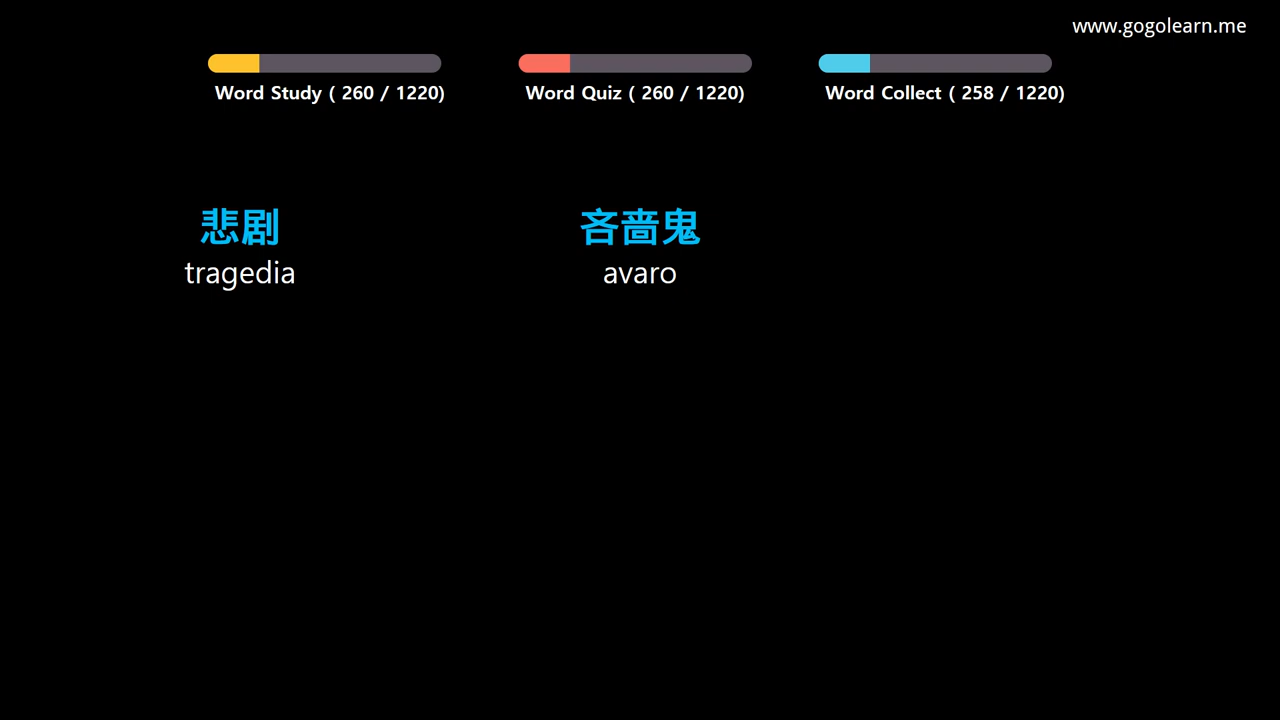 www.gogolearn.me
Word Study ( 260 / 1220)
Word Quiz ( 260 / 1220)
Word Collect ( 258 / 1220)
悲剧
tragedia
吝啬鬼
avaro